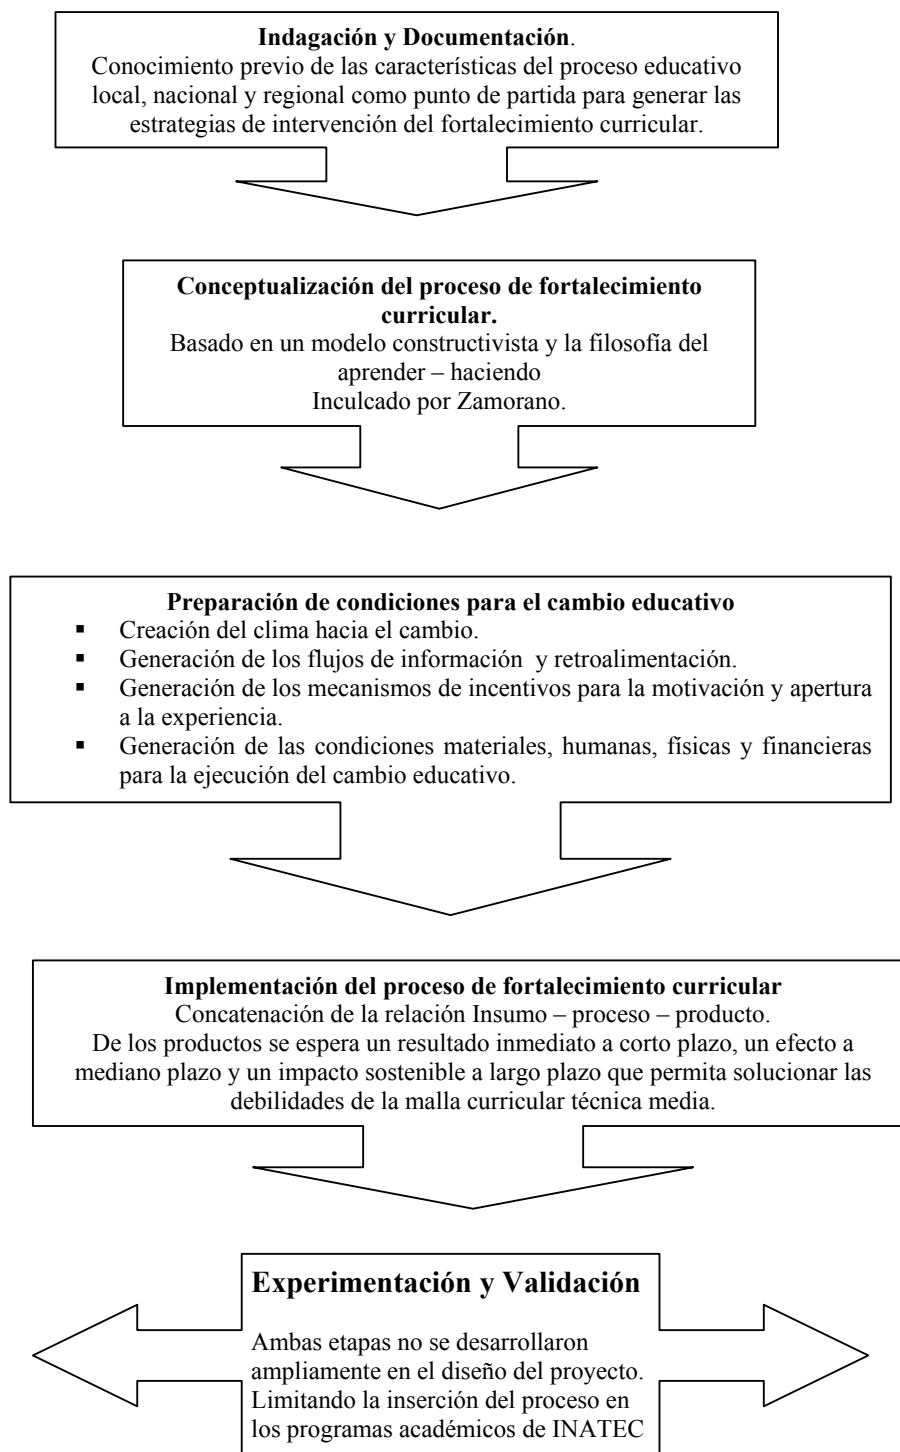 Indagación y Documentación.
Conocimiento previo de las características del proceso educativo
local, nacional y regional como punto de partida para generar las
estrategias de intervención del fortalecimiento curricular.
Conceptualización del proceso de fortalecimiento
curricular.
Basado en un modelo constructivista y la filosofía del
aprender – haciendo
Inculcado por Zamorano.
Preparación de condiciones para el cambio educativo
▪ Creación del clima hacia el cambio.
▪ Generación de los flujos de información y retroalimentación.
▪ Generación de los mecanismos de incentivos para la motivación y apertura
a la experiencia.
▪ Generación de las condiciones materiales, humanas, físicas y financieras
para la ejecución del cambio educativo.
Implementación del proceso de fortalecimiento curricular
Concatenación de la relación Insumo – proceso – producto.
De los productos se espera un resultado inmediato a corto plazo, un efecto a
mediano plazo y un impacto sostenible a largo plazo que permita solucionar las
debilidades de la malla curricular técnica media.
Experimentación y Validación
Ambas etapas no se desarrollaron
ampliamente en el diseño del proyecto.
Limitando la inserción del proceso en
los programas académicos de INATEC